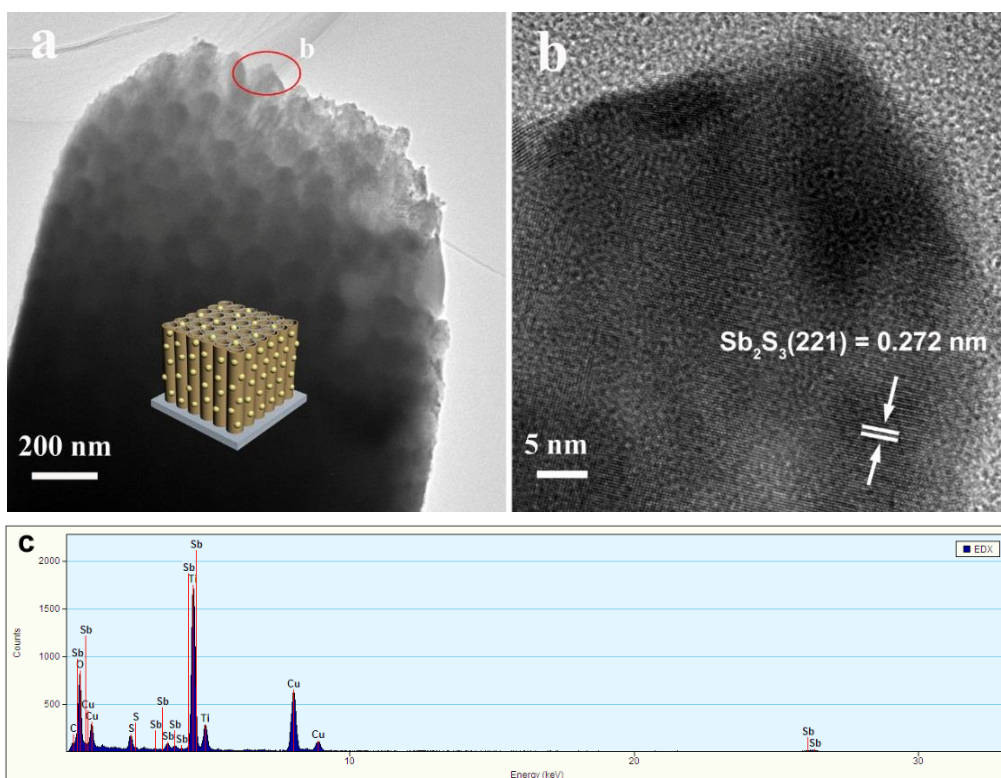 a
b
200 nm
b
Sb₂S₃(221) = 0.272 nm
5 nm
c
EDX
Counts
2000
1500
1000
500
C
Sb
O
Sb
Cu
Cu
S
S
Sb
Sb
Sb
Sb
Sb
Sb
Ti
Sb
Ti
Cu
Cu
Sb
Sb
10
20
30
Energy (keV)